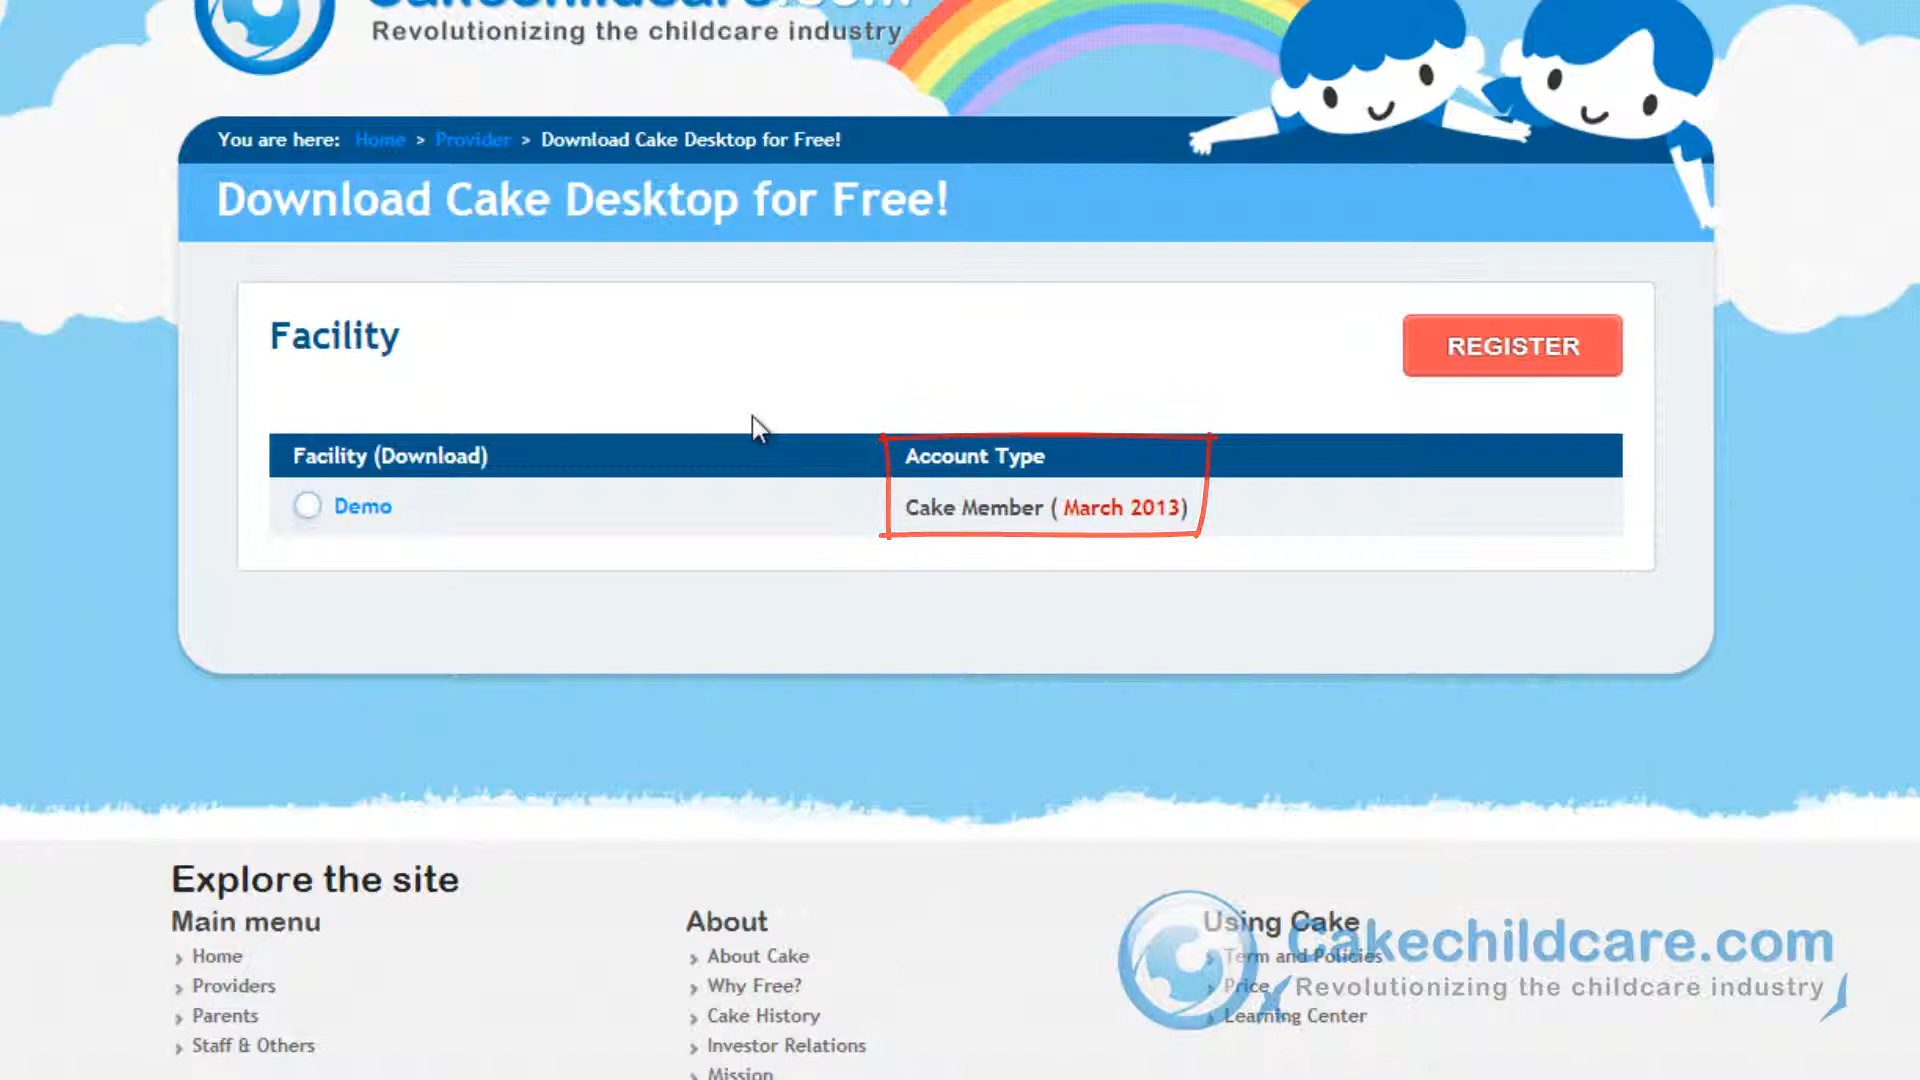 Cakechildcare.com
Revolutionizing the childcare industry
You are here: Home > Provider > Download Cake Desktop for Free!
Download Cake Desktop for Free!
Facility
REGISTER
Facility (Download) Account Type
Demo Cake Member ( March 2013)
Explore the site
Main menu
Home
Providers
Parents
Staff & Others
About
About Cake
Why Free?
Cake History
Investor Relations
Mission
Using Cake
Term and Policies
Price
Learning Center
Cakechildcare.com
Revolutionizing the childcare industry